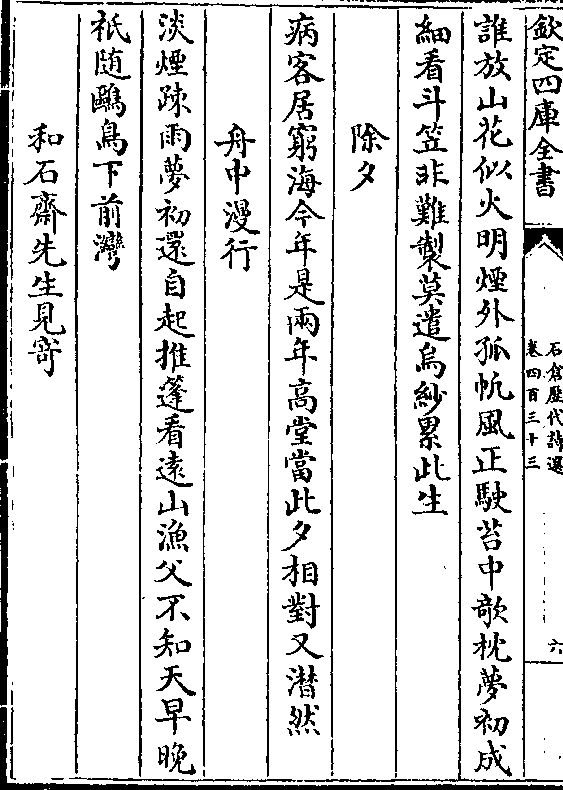 欽定四庫全書
石倉歷代詩選
卷四百三十三
六
誰放山花似火明煙外孤帆風正駛苫中欹枕夢初成
細看斗笠非難製莫遣烏紗累此生
除夕
病客居窮海今年是兩年高堂當此夕相對又潸然
舟中漫行
淡煙踈雨夢初還自起推蓬看遠山漁父不知天早晚
祇随鷗鳥下前灣
和石齋先生見寄